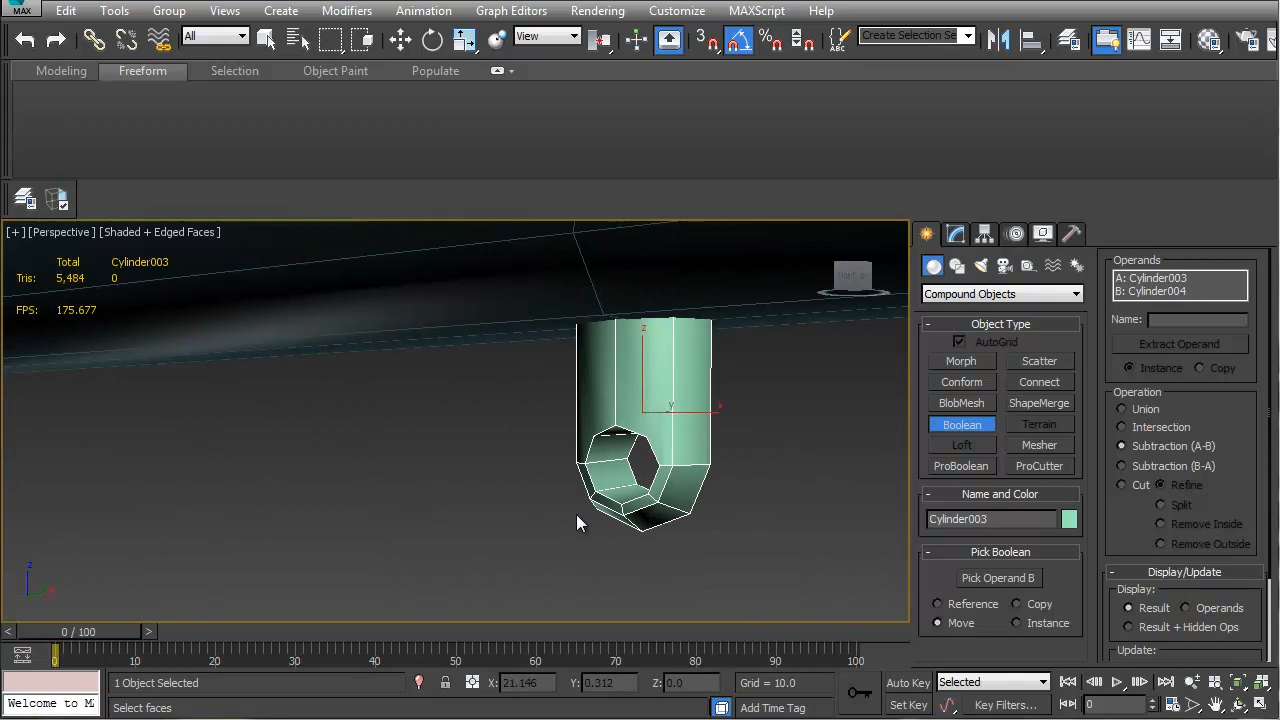 MAX Edit Tools Group Views Create Modifiers Animation Graph Editors Rendering Customize MAXScript Help
All View 3 Create Selection Se
Modeling Freeform Selection Object Paint Populate
[+][Perspective][Shaded + Edged Faces]
Total Cylinder003
Tris: 5,484 0
FPS: 175.677
z
y
x
z
x
Compound Objects
- Object Type
AutoGrid
Morph Scatter
Conform Connect
BlobMesh ShapeMerge
Boolean Terrain
Loft Mesher
ProBoolean ProCutter
- Name and Color
Cylinder003
- Pick Boolean
Pick Operand B
Reference Copy
Move Instance
Operands
A: Cylinder003
B: Cylinder004
Name:
Extract Operand
Instance Copy
Operation
Union
Intersection
Subtraction (A-B)
Subtraction (B-A)
Cut Refine
Split
Remove Inside
Remove Outside
- Display/Update
Display:
Result Operands
Result + Hidden Ops
Update:
< 0 / 100 >
0 10 20 30 40 50 60 70 80 90 100
1 Object Selected X: 21.146 Y: 0.312 Z: 0.0 Grid = 10.0 Auto Key Selected
Welcome to M Select faces Add Time Tag Set Key Key Filters... 0